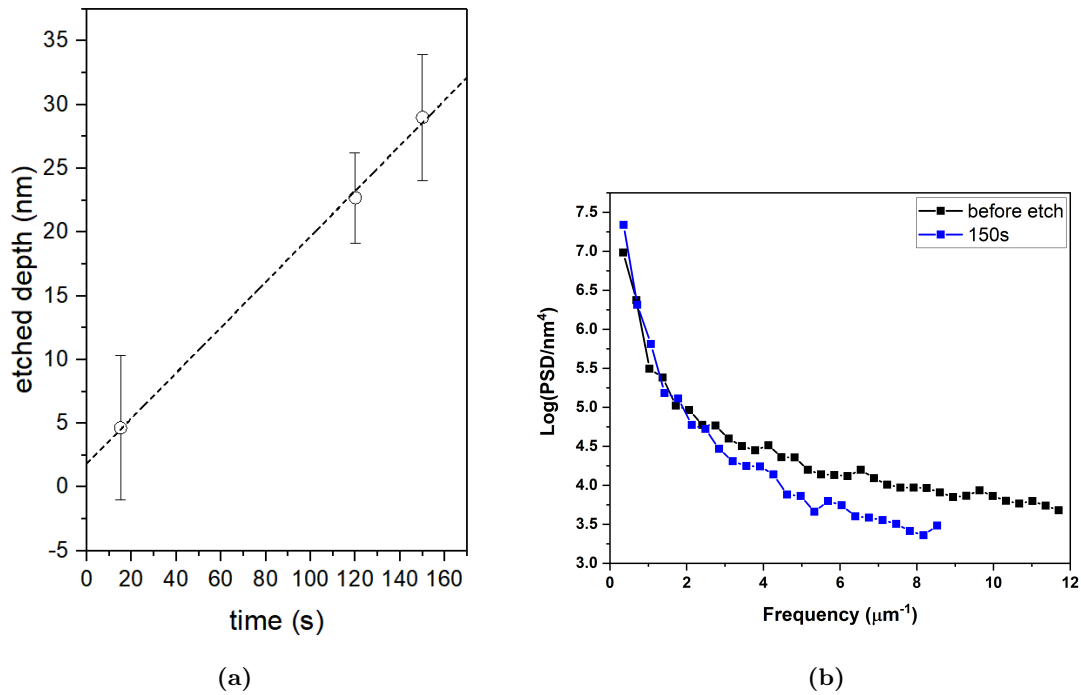 35
30
25
20
15
10
5
0
-5
0 20 40 60 80 100 120 140 160
etched depth (nm)
time (s)
(a)
7.5
7.0
6.5
6.0
5.5
5.0
4.5
4.0
3.5
3.0
0 2 4 6 8 10 12
Log(PSD/nm⁴)
Frequency (μm⁻¹)
before etch
150s
(b)